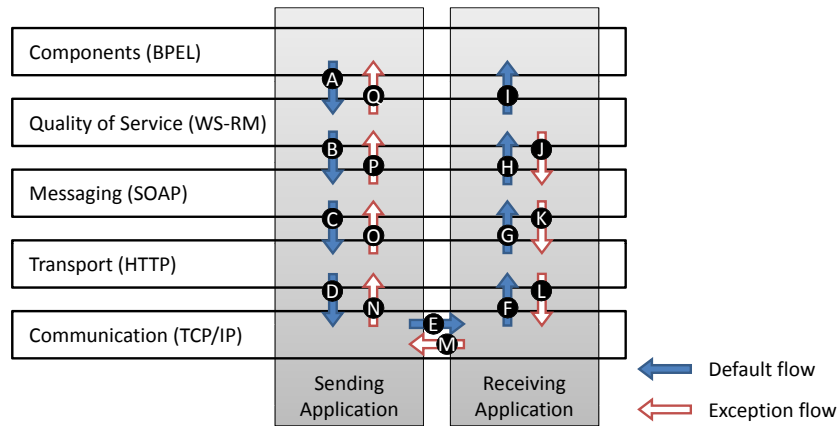 Components (BPEL)
A
Q
I
Quality of Service (WS-RM)
B
P
H
J
Messaging (SOAP)
C
O
G
K
Transport (HTTP)
D
N
F
L
E
Communication (TCP/IP)
M
Sending
Application
Receiving
Application
Default flow
Exception flow